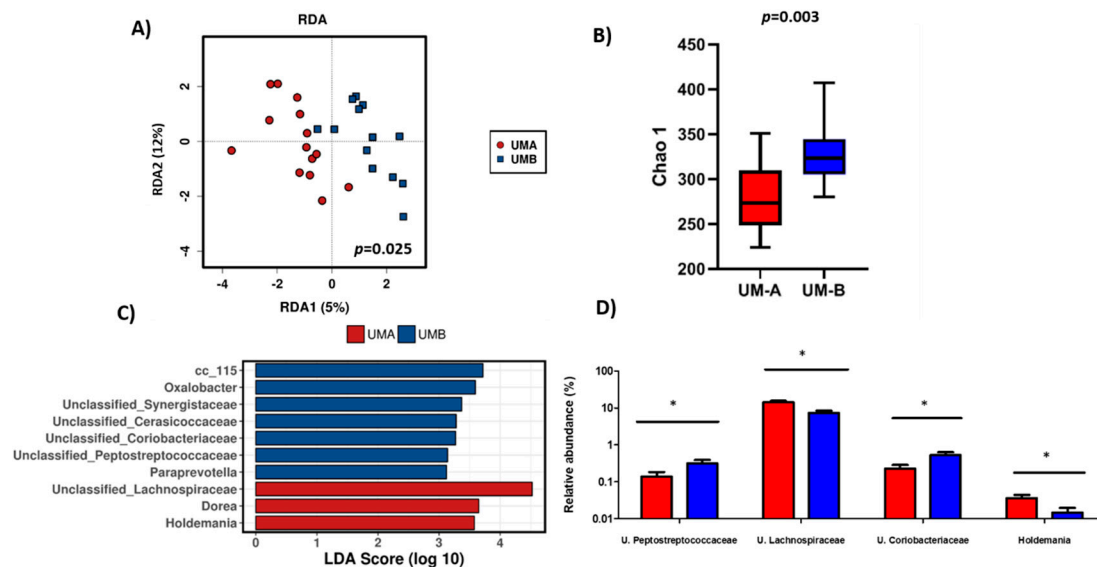 A)
RDA
RDA2 (12%)
2
0
-2
-4
-4
-2
0
2
RDA1 (5%)
p=0.025
UMA
UMB
B)
p=0.003
Chao 1
450
400
350
300
250
200
UM-A
UM-B
C)
UMA
UMB
cc_115
Oxalobacter
Unclassified_Synergistaceae
Unclassified_Cerasicoccaceae
Unclassified_Coriobacteriaceae
Unclassified_Peptostreptococcaceae
Paraprevotella
Unclassified_Lachnospiraceae
Dorea
Holdemania
0
1
2
3
4
5
LDA Score (log 10)
D)
Relative abundance (%)
100
10
1
0.1
0.01
*
*
*
*
U. Peptostreptococcaceae
U. Lachnospiraceae
U. Coriobacteriaceae
Holdemania